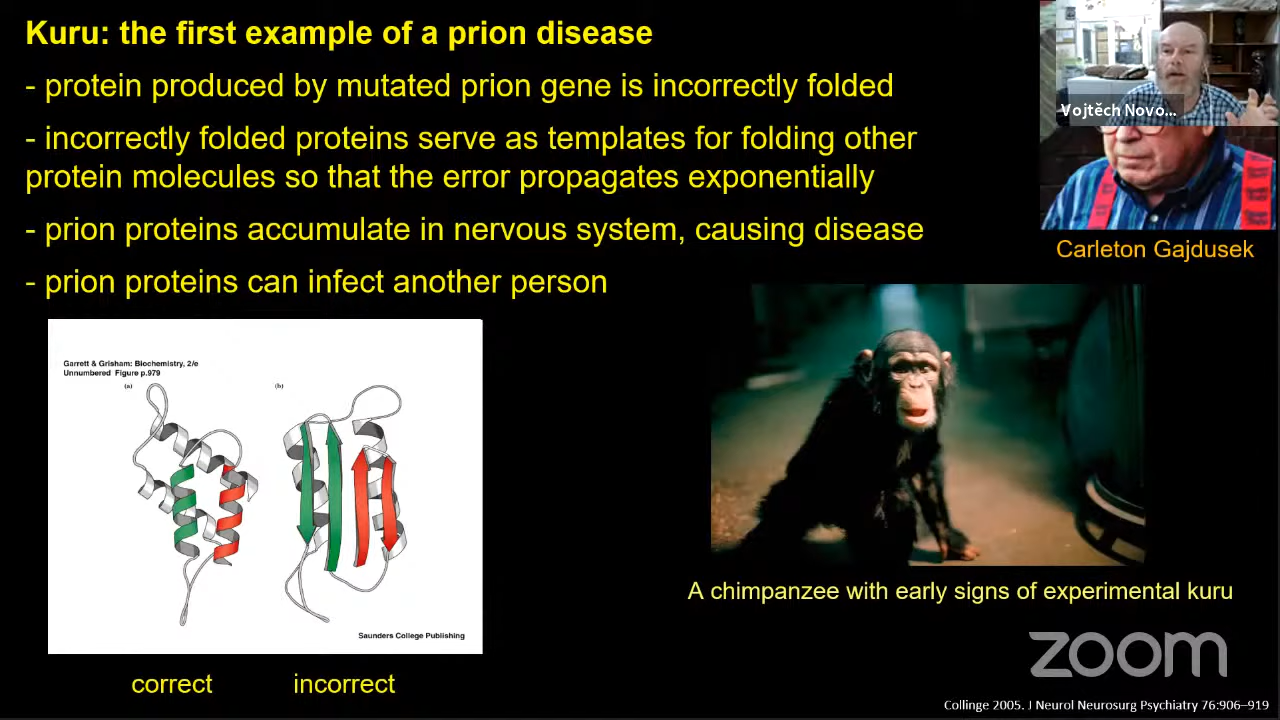 Kuru: the first example of a prion disease
- protein produced by mutated prion gene is incorrectly folded
- incorrectly folded proteins serve as templates for folding other
protein molecules so that the error propagates exponentially
- prion proteins accumulate in nervous system, causing disease
- prion proteins can infect another person
Vojtěch Novo...
Carleton Gajdusek
Garrett & Grisham: Biochemistry, 2/e
Unnumbered Figure p.979
(a)
(b)
Saunders College Publishing
correct
incorrect
A chimpanzee with early signs of experimental kuru
zoom
Collinge 2005. J Neurol Neurosurg Psychiatry 76:906–919